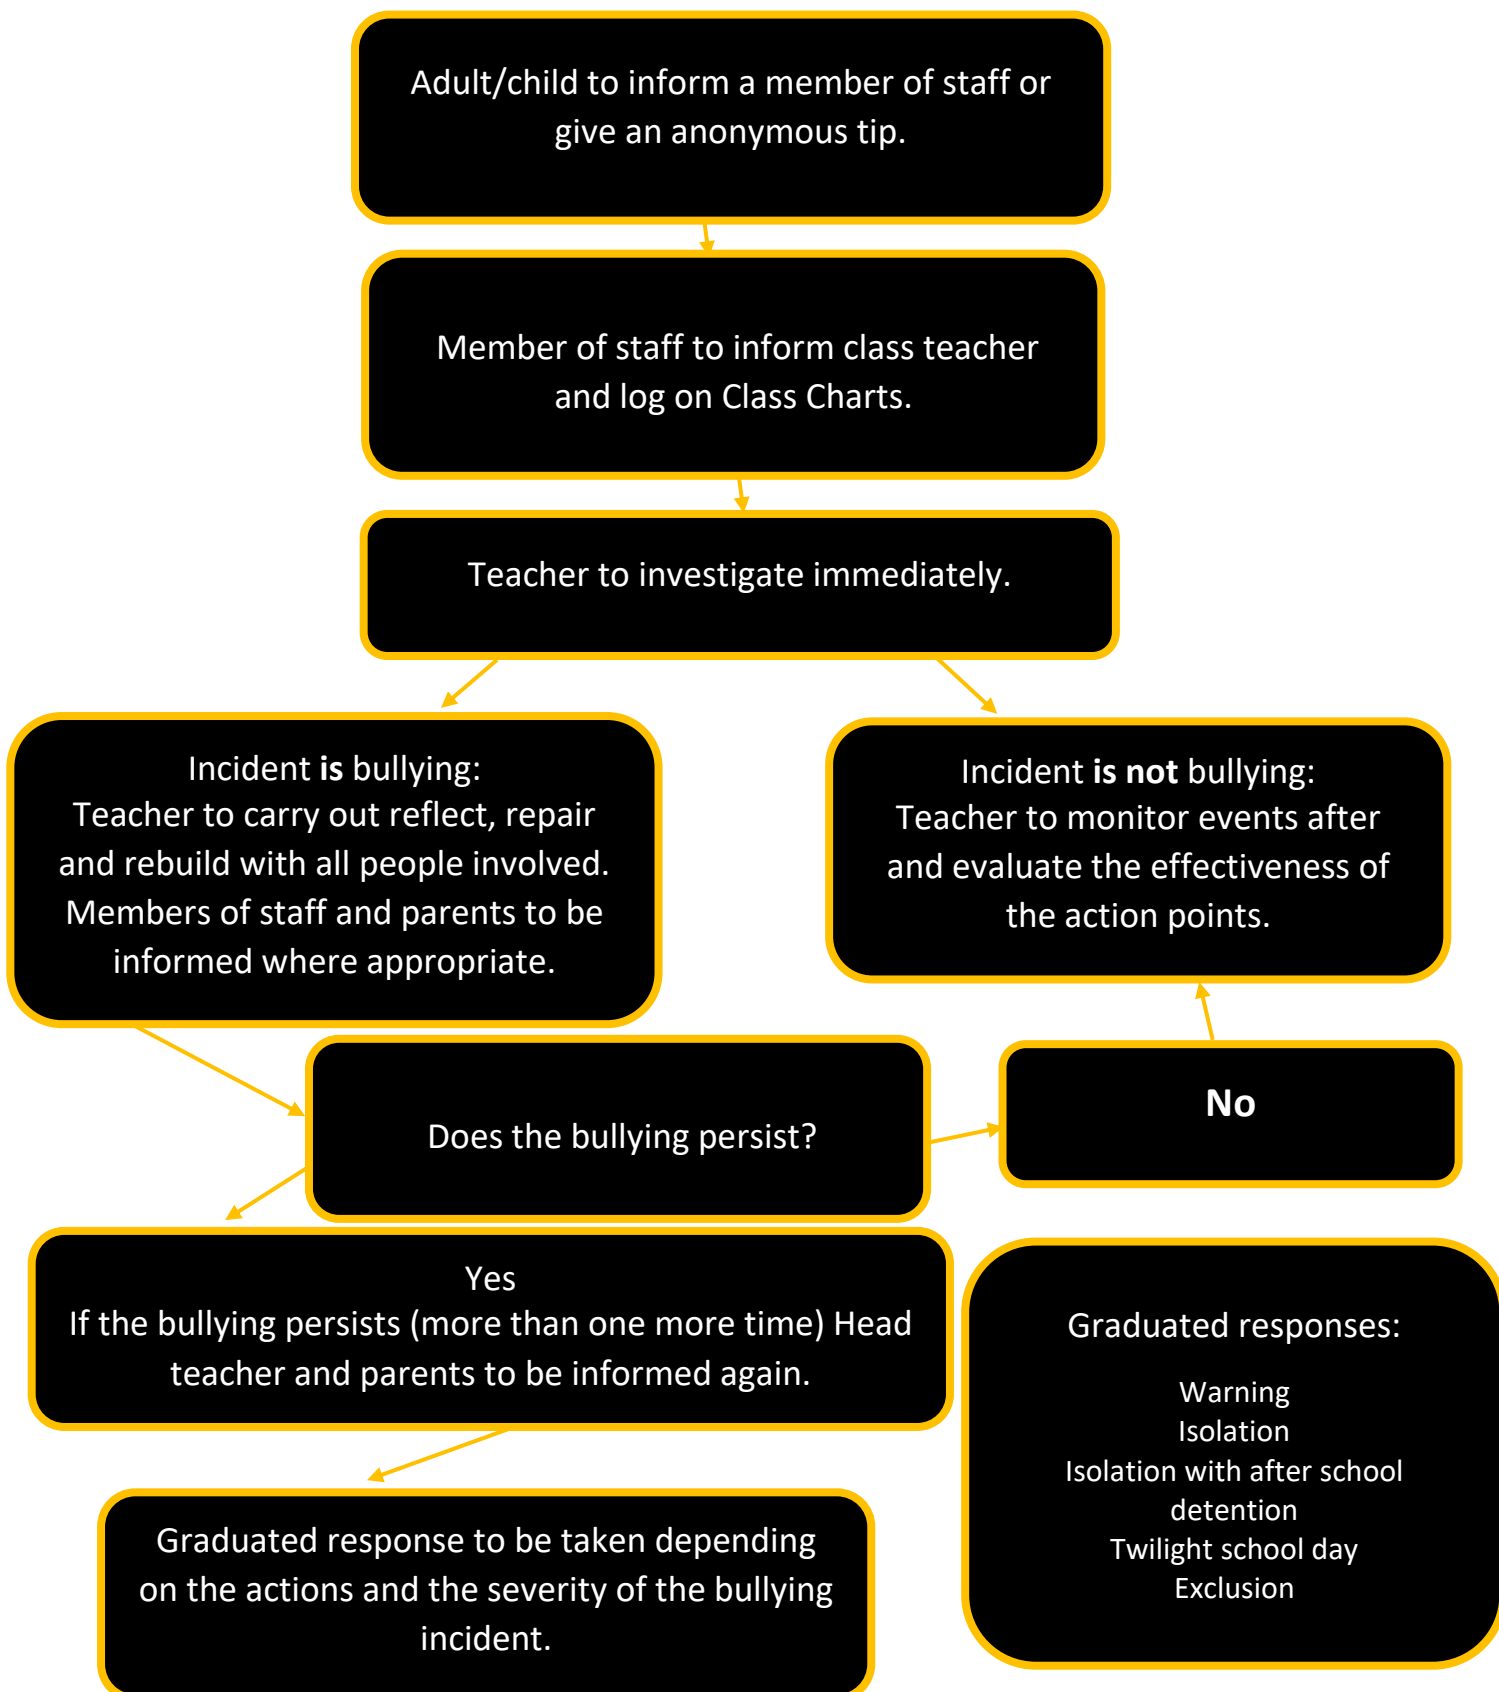 Adult/child to inform a member of staff or
give an anonymous tip.
Member of staff to inform class teacher
and log on Class Charts.
Teacher to investigate immediately.
Incident is bullying:
Teacher to carry out reflect, repair
and rebuild with all people involved.
Members of staff and parents to be
informed where appropriate.
Incident is not bullying:
Teacher to monitor events after
and evaluate the effectiveness of
the action points.
Does the bullying persist?
No
Yes
If the bullying persists (more than one more time) Head
teacher and parents to be informed again.
Graduated responses:
Warning
Isolation
Isolation with after school
detention
Twilight school day
Exclusion
Graduated response to be taken depending
on the actions and the severity of the bullying
incident.